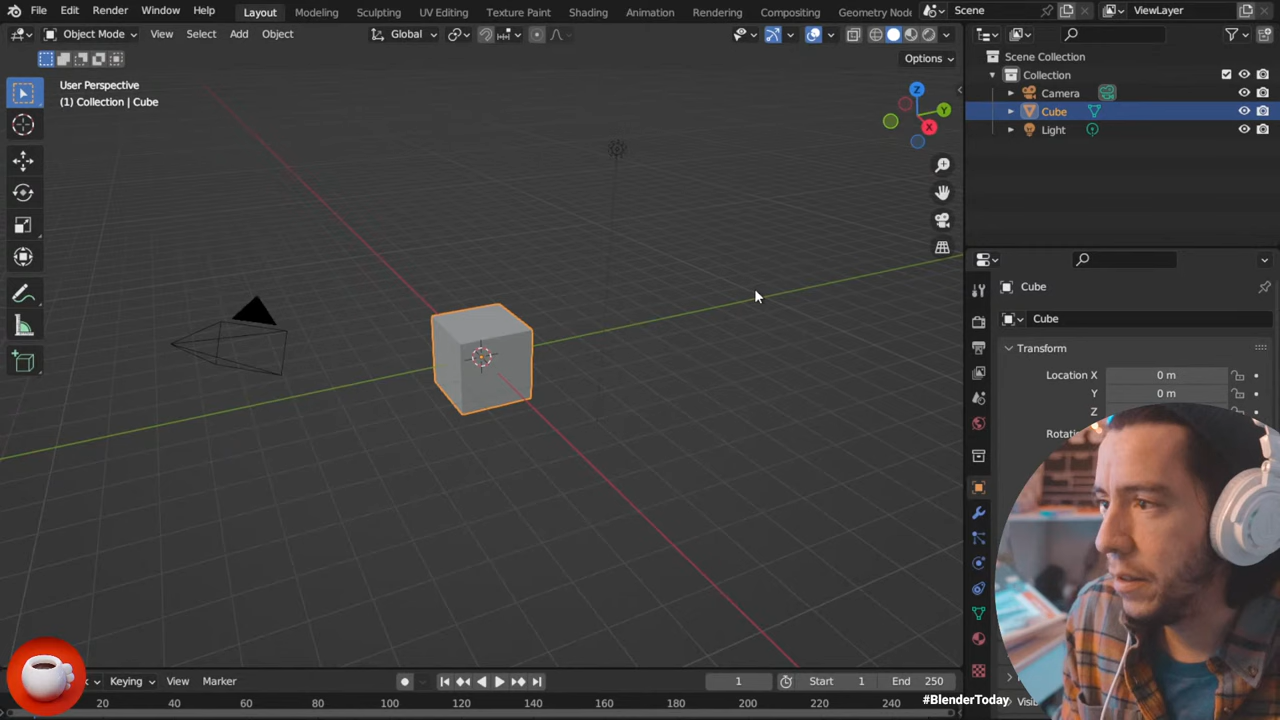 File Edit Render Window Help Layout Modeling Sculpting UV Editing Texture Paint Shading Animation Rendering Compositing Geometry Nod Scene ViewLayer
Object Mode View Select Add Object Global
Options
User Perspective
(1) Collection | Cube
Z
Y
X
Scene Collection
Collection
Camera
Cube
Light
Cube
Cube
Transform
Location X 0 m
Y 0 m
Z
Rotati
Keying View Marker 1 Start 1 End 250
20 40 60 80 100 120 140 160 180 200 220 240
#BlenderToday
Visi